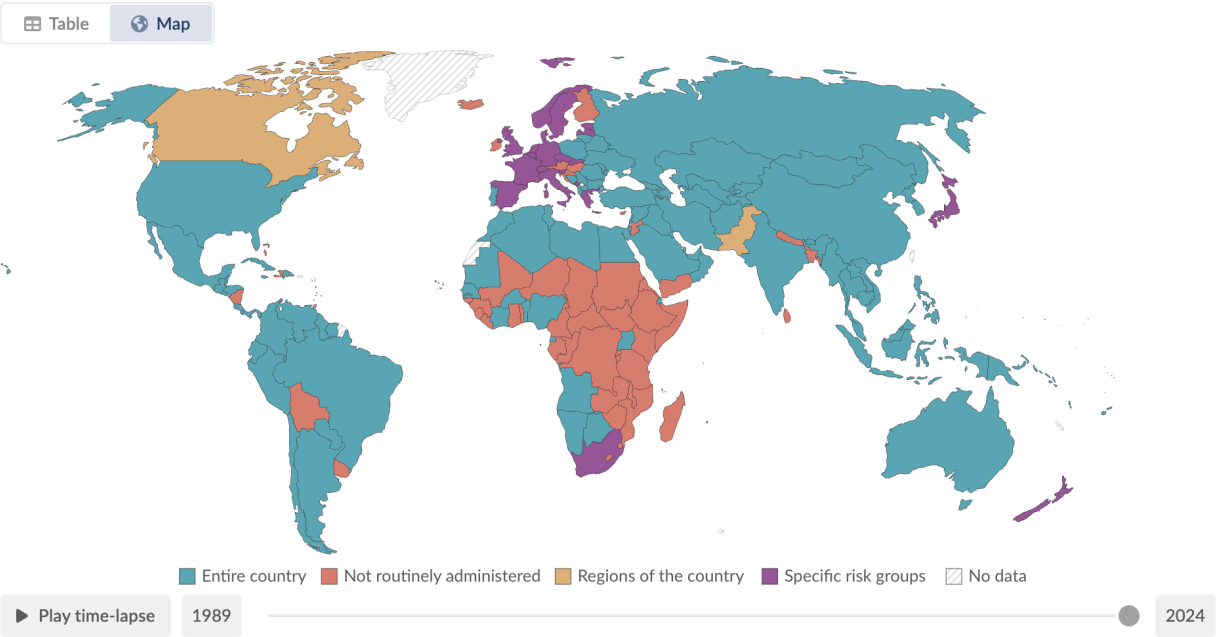 Table
Map
Entire country
Not routinely administered
Regions of the country
Specific risk groups
No data
Play time-lapse
1989
2024